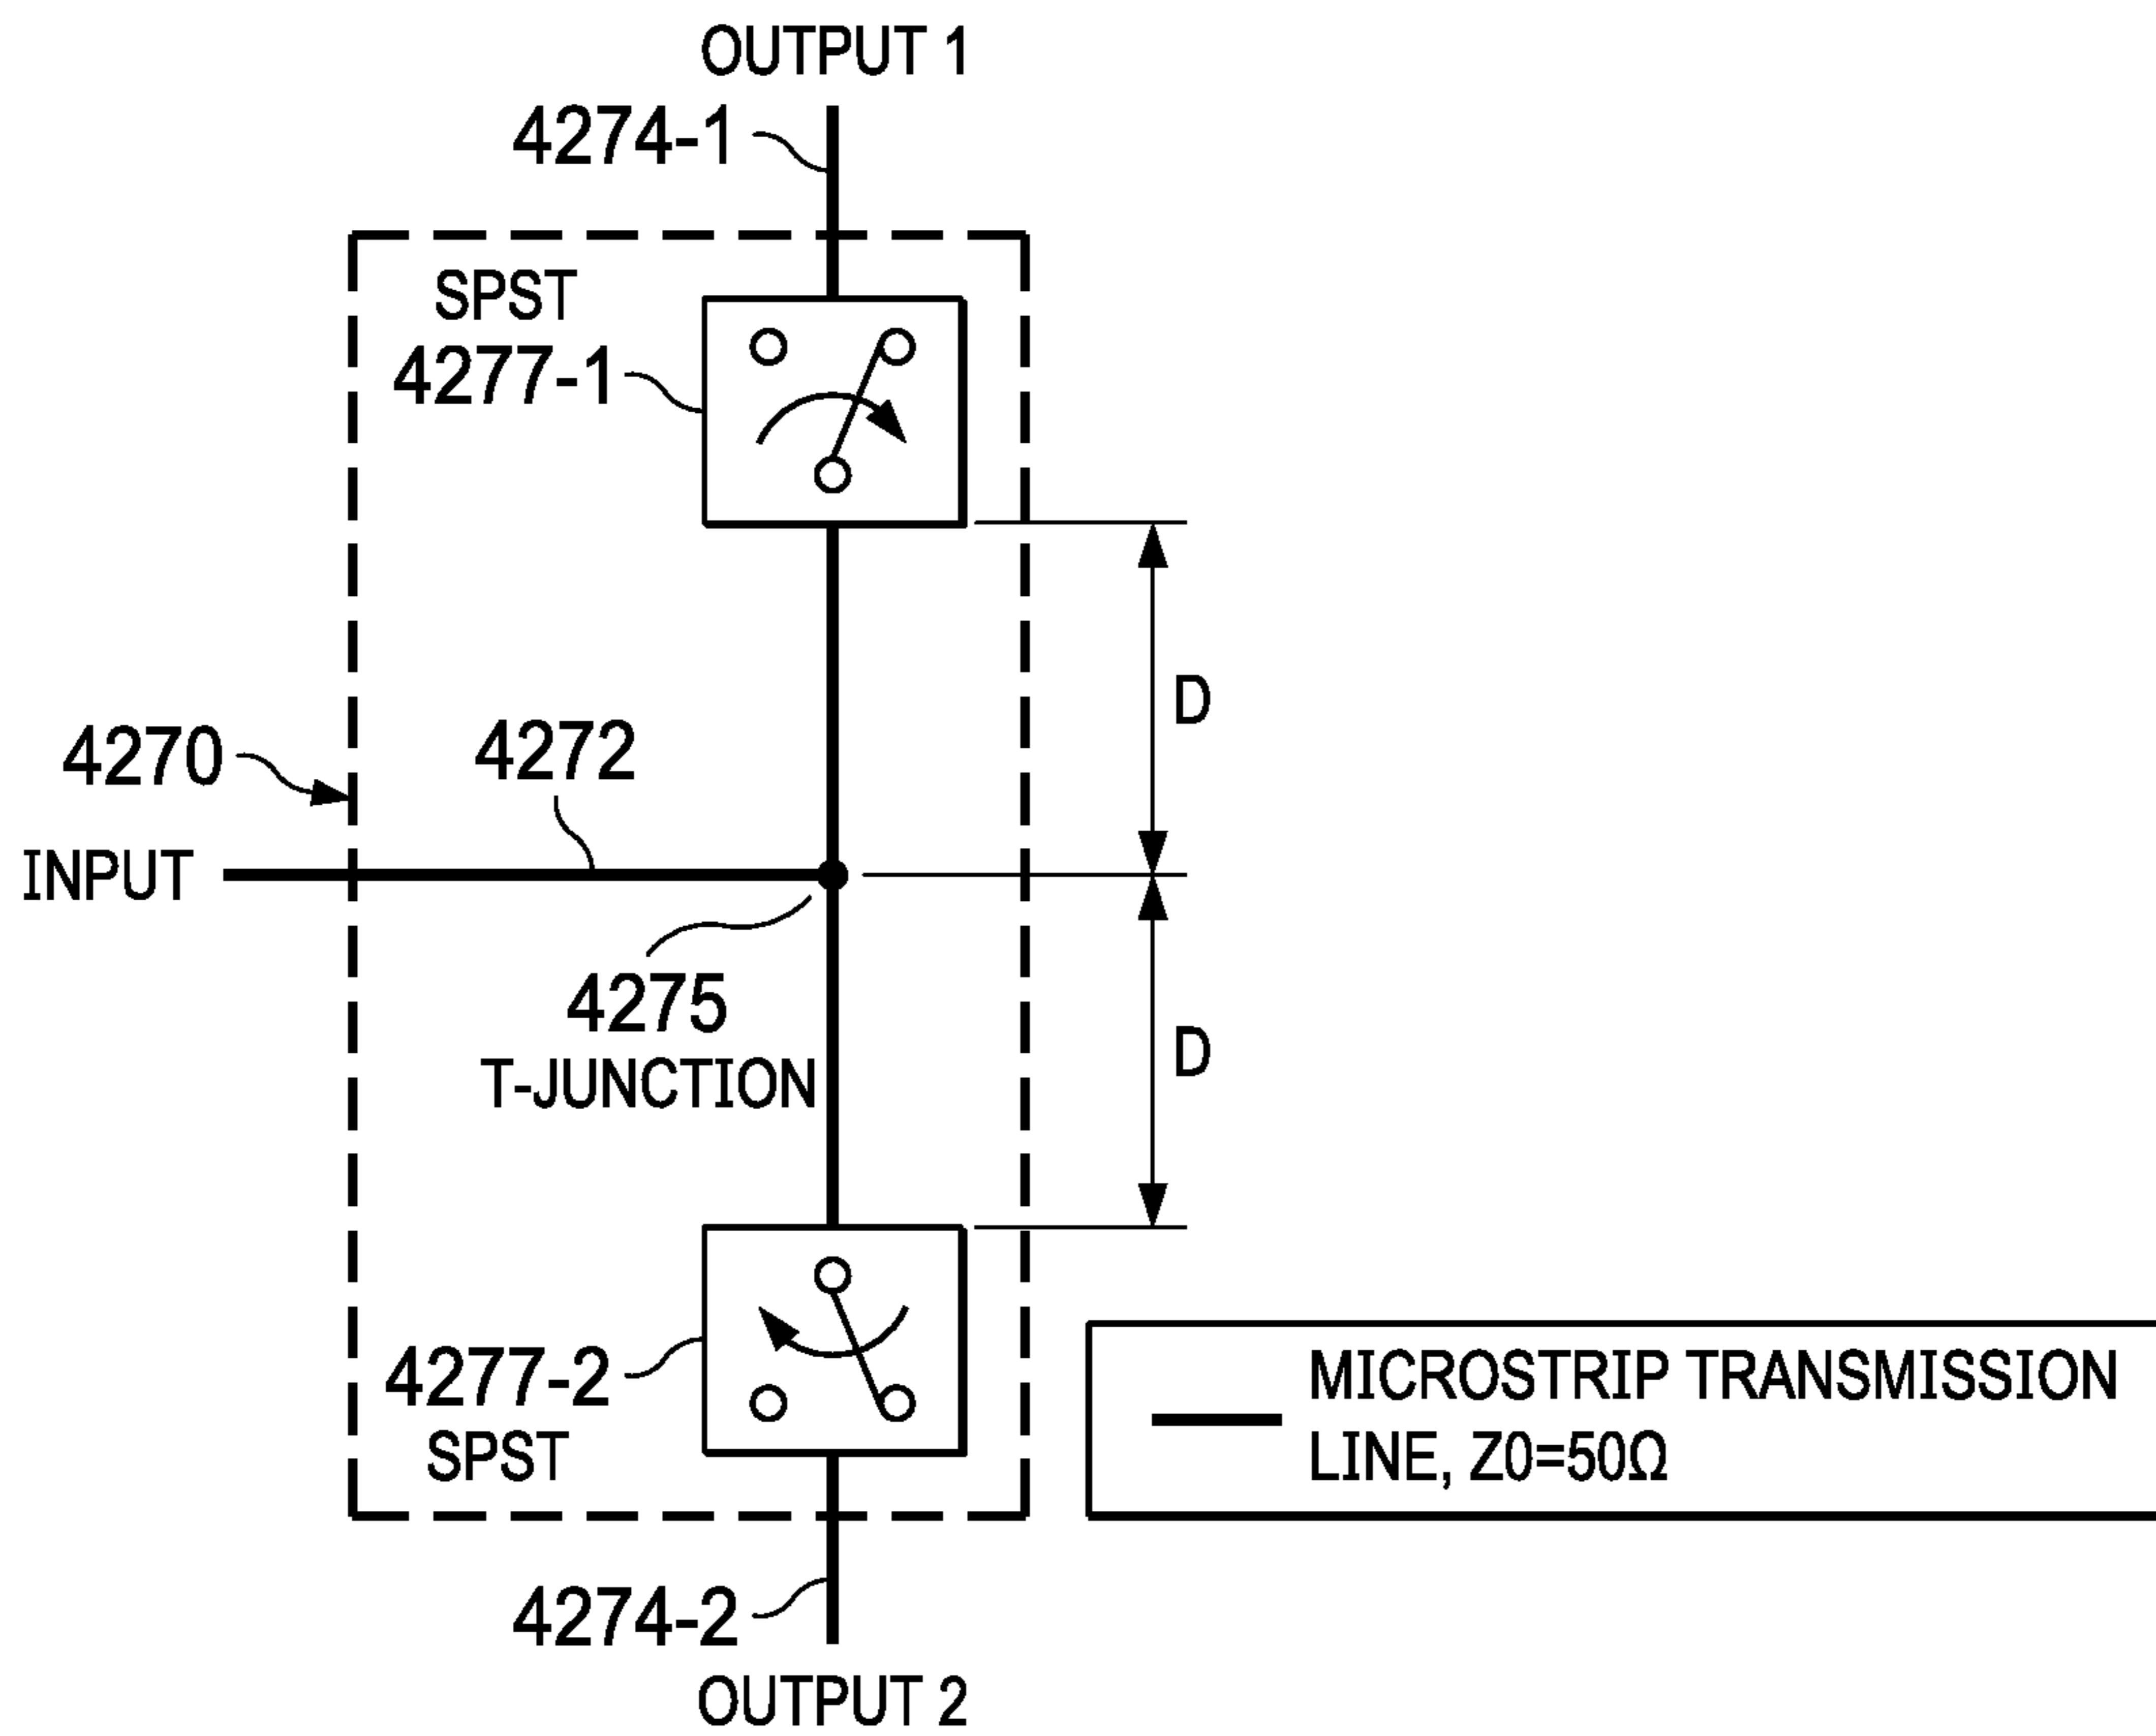 OUTPUT 1
4274-1
SPST
4277-1
D
4270
4272
INPUT
4275
T-JUNCTION
D
4277-2
SPST
MICROSTRIP TRANSMISSION
LINE, Z0=50Ω
4274-2
OUTPUT 2